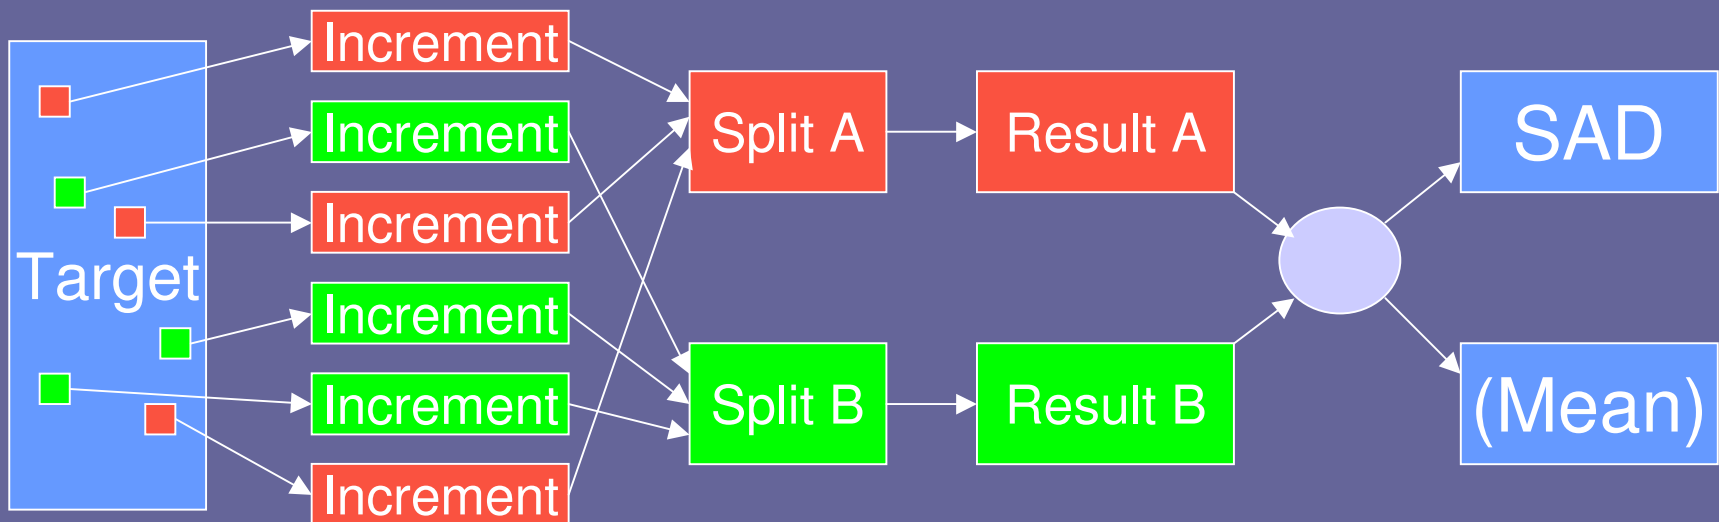 Target
Increment
Increment
Increment
Increment
Increment
Increment
Split A
Split B
Result A
Result B
SAD
(Mean)